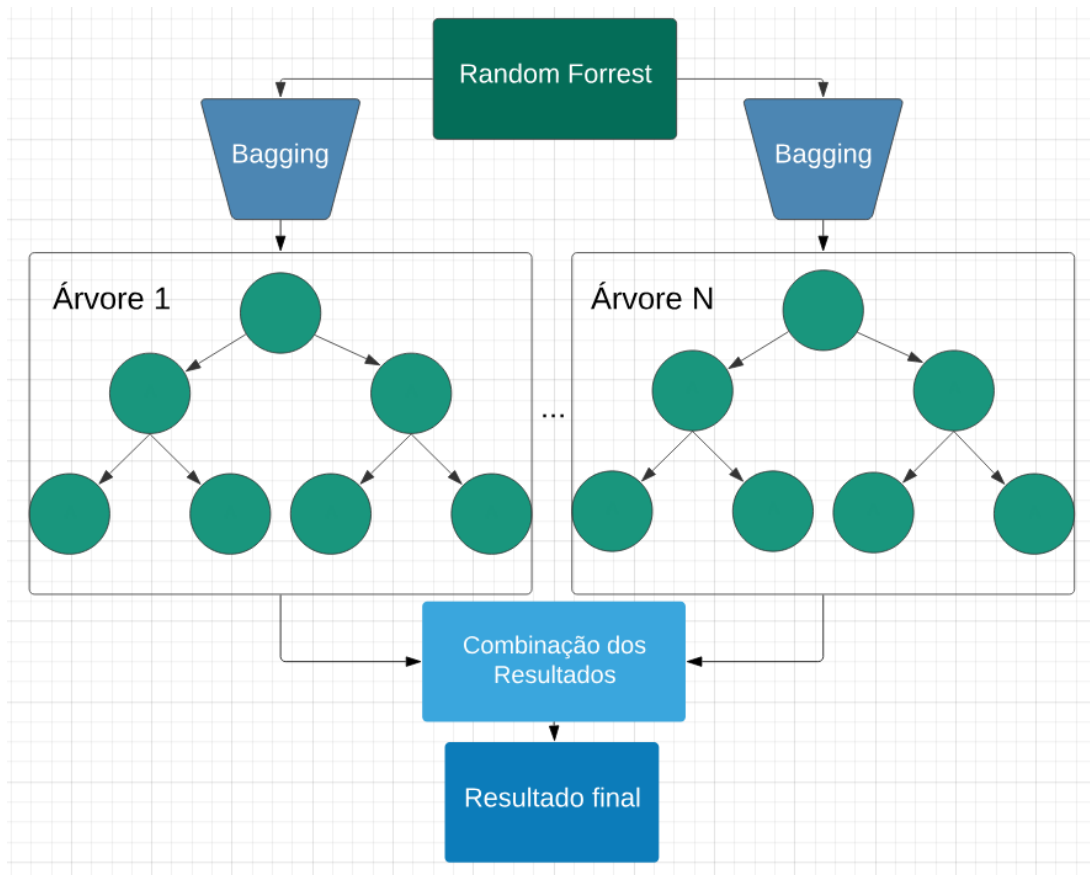 Random Forrest
Bagging
Bagging
Árvore 1
Árvore N
...
Combinação dos
Resultados
Resultado final